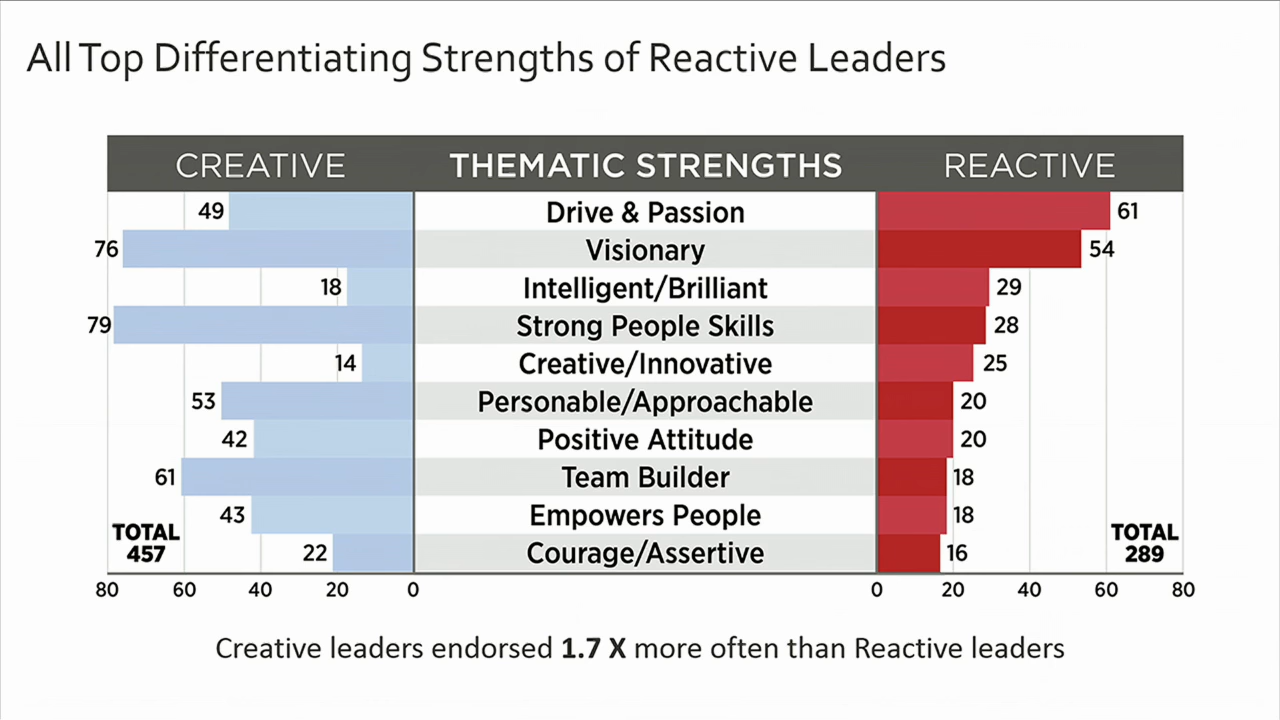 All Top Differentiating Strengths of Reactive Leaders
CREATIVE THEMATIC STRENGTHS REACTIVE
49 Drive & Passion 61
76 Visionary 54
18 Intelligent/Brilliant 29
79 Strong People Skills 28
14 Creative/Innovative 25
53 Personable/Approachable 20
42 Positive Attitude 20
61 Team Builder 18
43 Empowers People 18
22 Courage/Assertive 16
TOTAL
457
TOTAL
289
80 60 40 20 0 0 20 40 60 80
Creative leaders endorsed 1.7 X more often than Reactive leaders